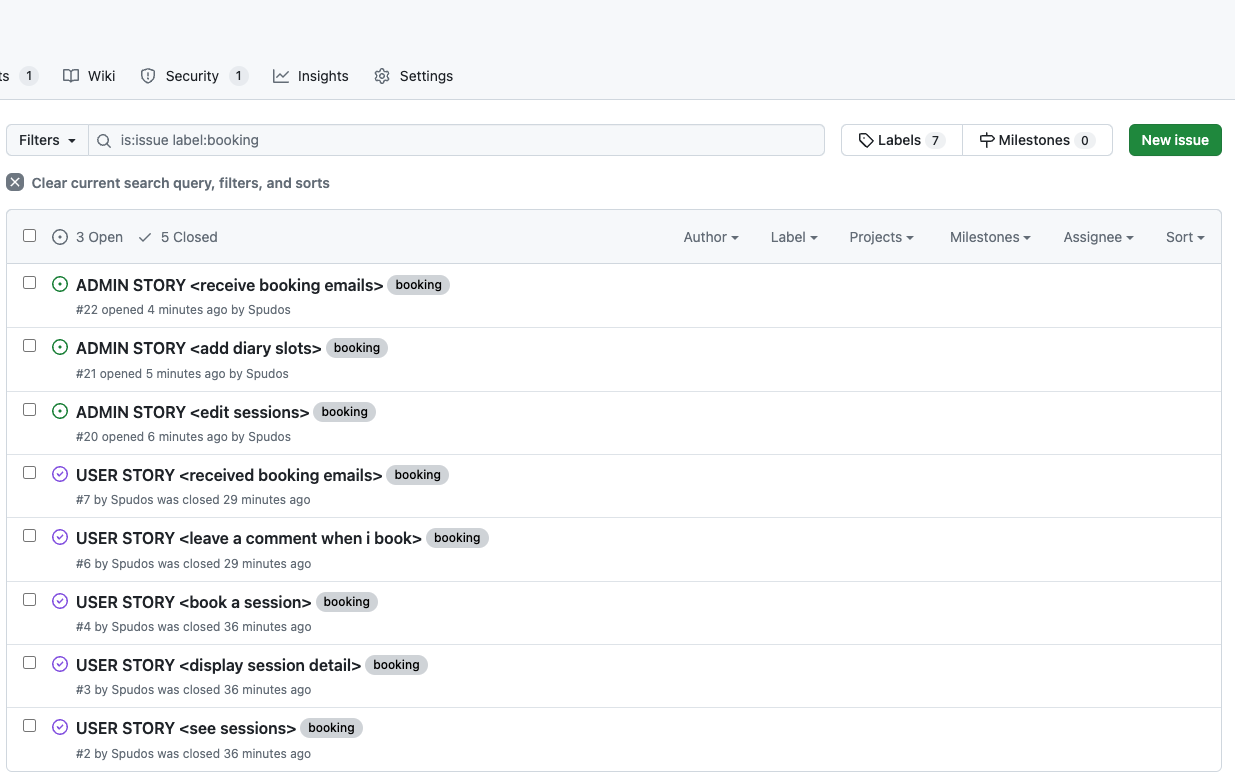 ts 1 Wiki Security 1 Insights Settings
Filters is:issue label:booking Labels 7 Milestones 0 New issue
Clear current search query, filters, and sorts
3 Open 5 Closed Author Label Projects Milestones Assignee Sort
ADMIN STORY <receive booking emails> booking
#22 opened 4 minutes ago by Spudos
ADMIN STORY <add diary slots> booking
#21 opened 5 minutes ago by Spudos
ADMIN STORY <edit sessions> booking
#20 opened 6 minutes ago by Spudos
USER STORY <received booking emails> booking
#7 by Spudos was closed 29 minutes ago
USER STORY <leave a comment when i book> booking
#6 by Spudos was closed 29 minutes ago
USER STORY <book a session> booking
#4 by Spudos was closed 36 minutes ago
USER STORY <display session detail> booking
#3 by Spudos was closed 36 minutes ago
USER STORY <see sessions> booking
#2 by Spudos was closed 36 minutes ago